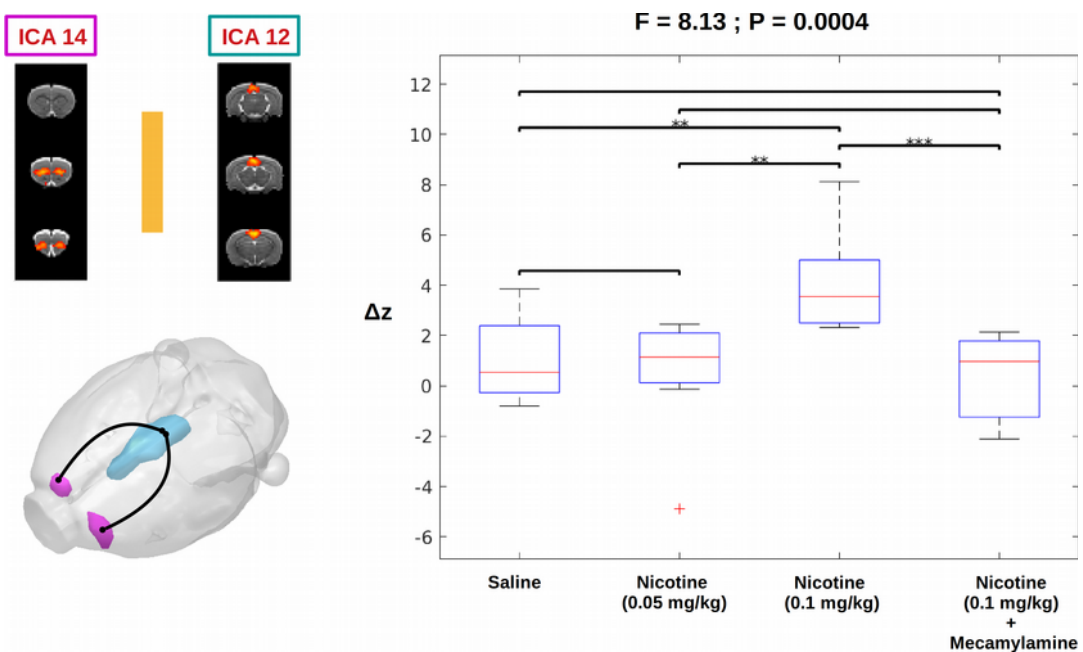 ICA 14
ICA 12
F = 8.13 ; P = 0.0004
12
10
8
6
4
2
0
-2
-4
-6
Δz
**
***
**
Saline
Nicotine
(0.05 mg/kg)
Nicotine
(0.1 mg/kg)
Nicotine
(0.1 mg/kg)
+
Mecamylamine